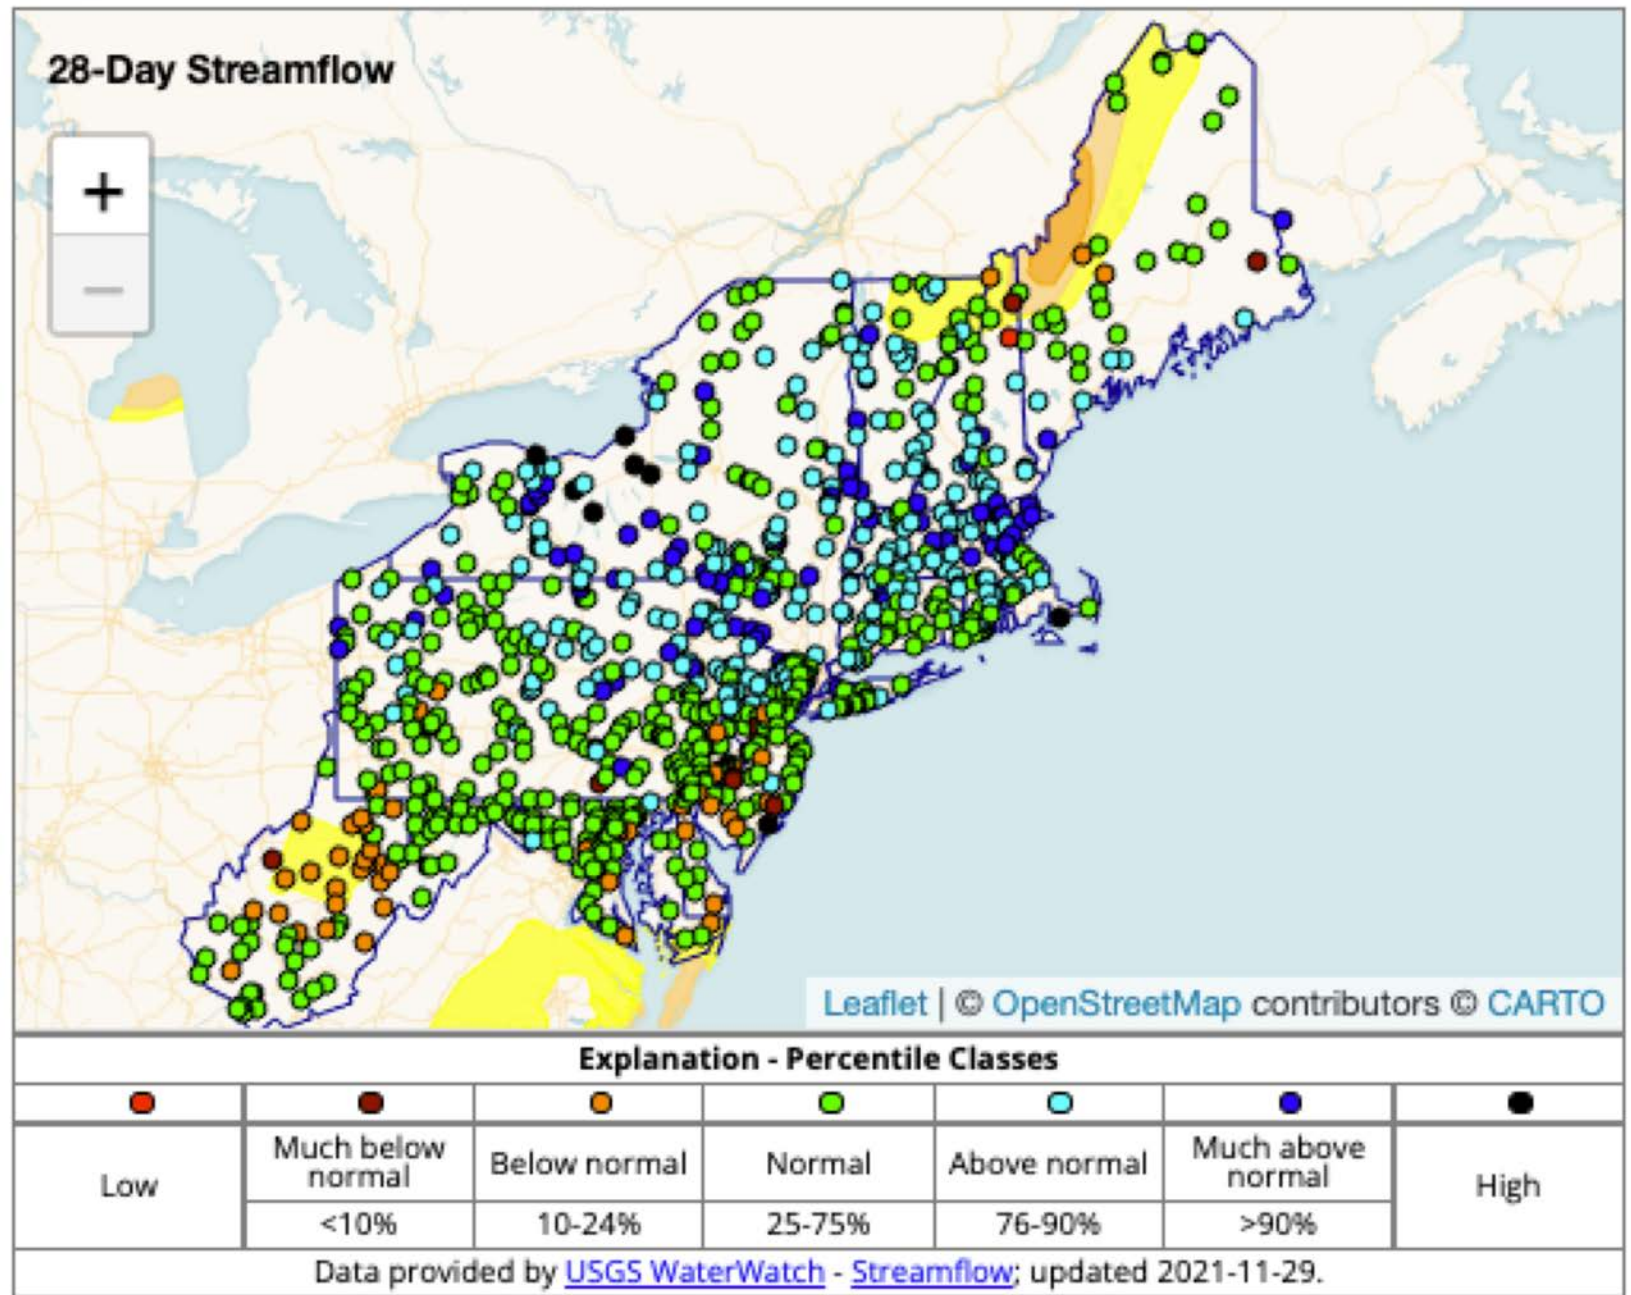 28-Day Streamflow
+
−
Leaflet | © OpenStreetMap contributors © CARTO
Explanation - Percentile Classes
Low
Much below normal
Below normal
Normal
Above normal
Much above normal
High
<10%
10-24%
25-75%
76-90%
>90%
Data provided by USGS WaterWatch - Streamflow; updated 2021-11-29.